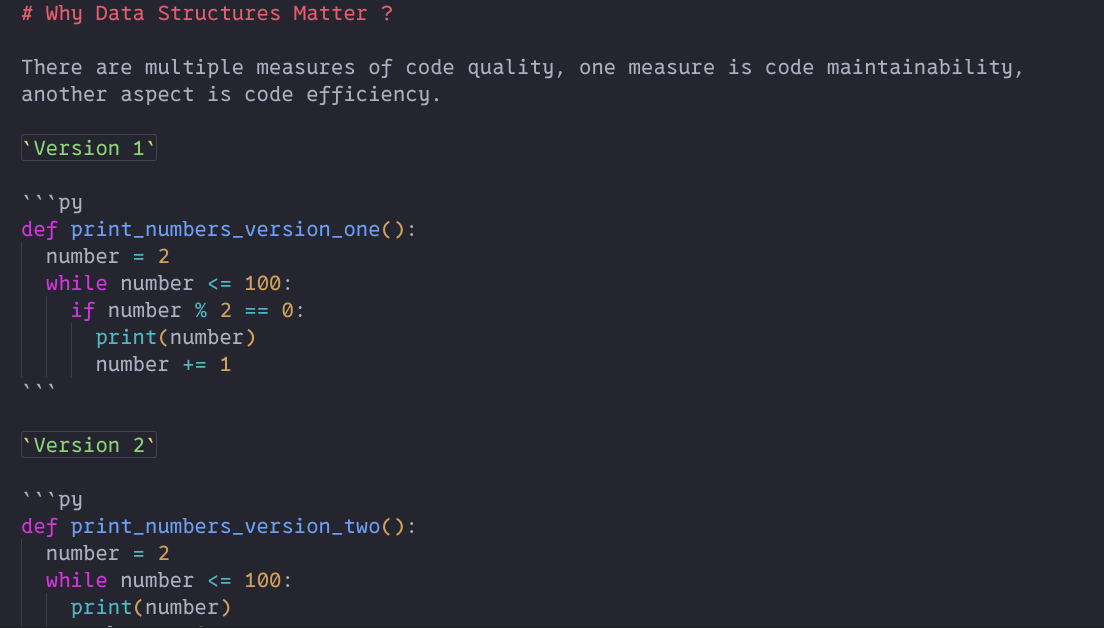 # Why Data Structures Matter ?
There are multiple measures of code quality, one measure is code maintainability,
another aspect is code efficiency.
`Version 1`
```py
def print_numbers_version_one():
  number = 2
  while number <= 100:
    if number % 2 == 0:
      print(number)
      number += 1
```
`Version 2`
```py
def print_numbers_version_two():
  number = 2
  while number <= 100:
    print(number)